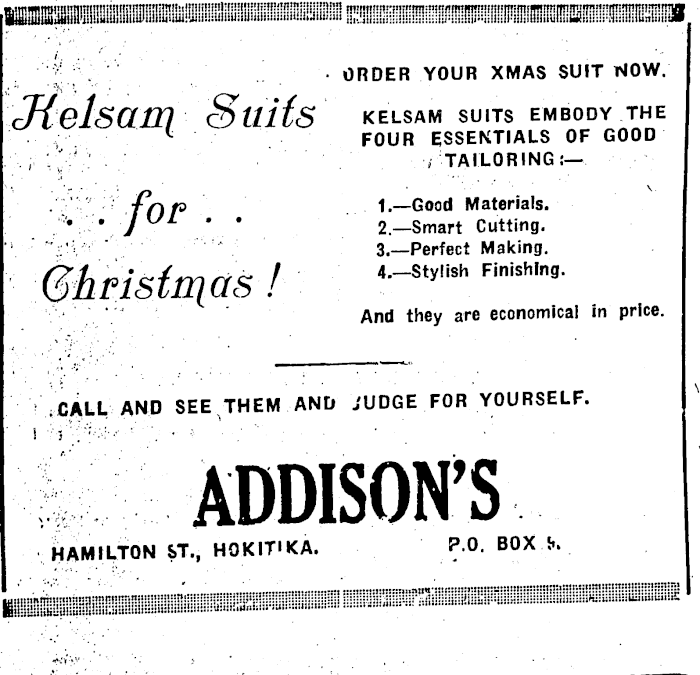 Kelsam Suits
. . for . .
Christmas !
ORDER YOUR XMAS SUIT NOW.
KELSAM SUITS EMBODY THE
FOUR ESSENTIALS OF GOOD
TAILORING:—
1.—Good Materials.
2.—Smart Cutting.
3.—Perfect Making.
4.—Stylish Finishing.
And they are economical in price.
CALL AND SEE THEM AND JUDGE FOR YOURSELF.
ADDISON'S
HAMILTON ST., HOKITIKA.
P.O. BOX